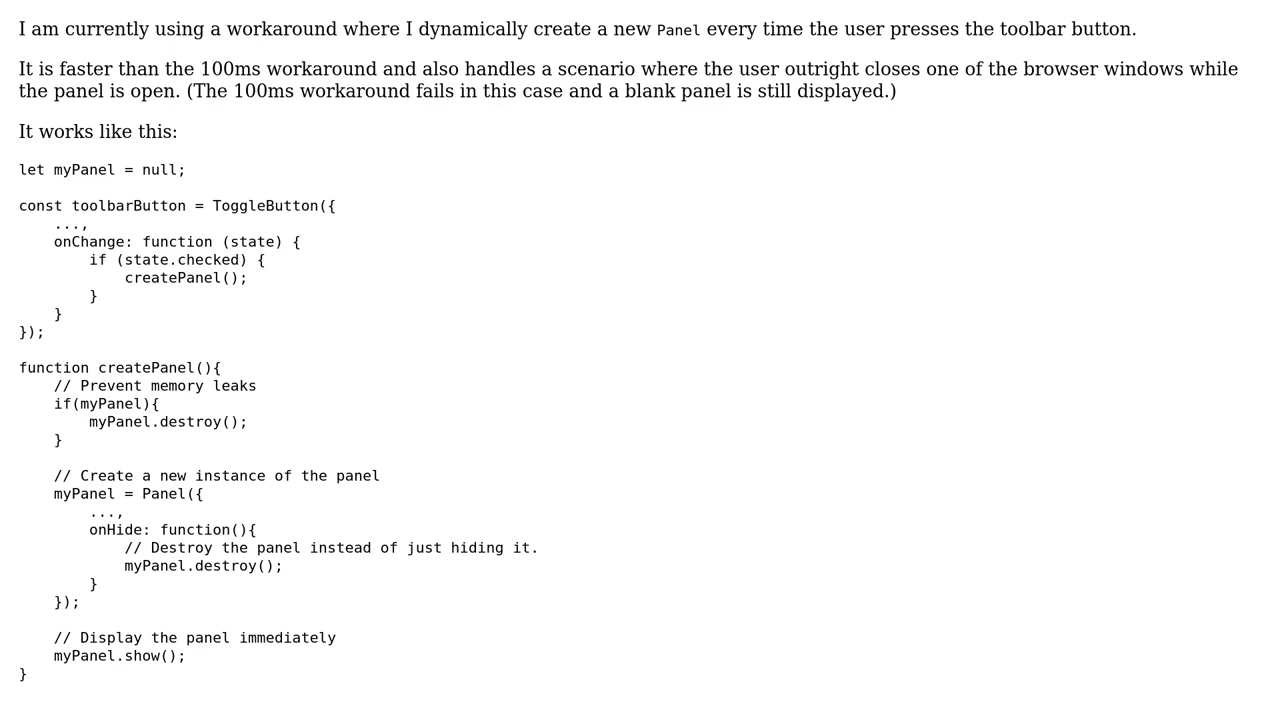 I am currently using a workaround where I dynamically create a new Panel every time the user presses the toolbar button.
It is faster than the 100ms workaround and also handles a scenario where the user outright closes one of the browser windows while
the panel is open. (The 100ms workaround fails in this case and a blank panel is still displayed.)
It works like this:
let myPanel = null;

const toolbarButton = ToggleButton({
    ...,
    onChange: function (state) {
        if (state.checked) {
            createPanel();
        }
    }
});

function createPanel(){
    // Prevent memory leaks
    if(myPanel){
        myPanel.destroy();
    }

    // Create a new instance of the panel
    myPanel = Panel({
        ...,
        onHide: function(){
            // Destroy the panel instead of just hiding it.
            myPanel.destroy();
        }
    });

    // Display the panel immediately
    myPanel.show();
}